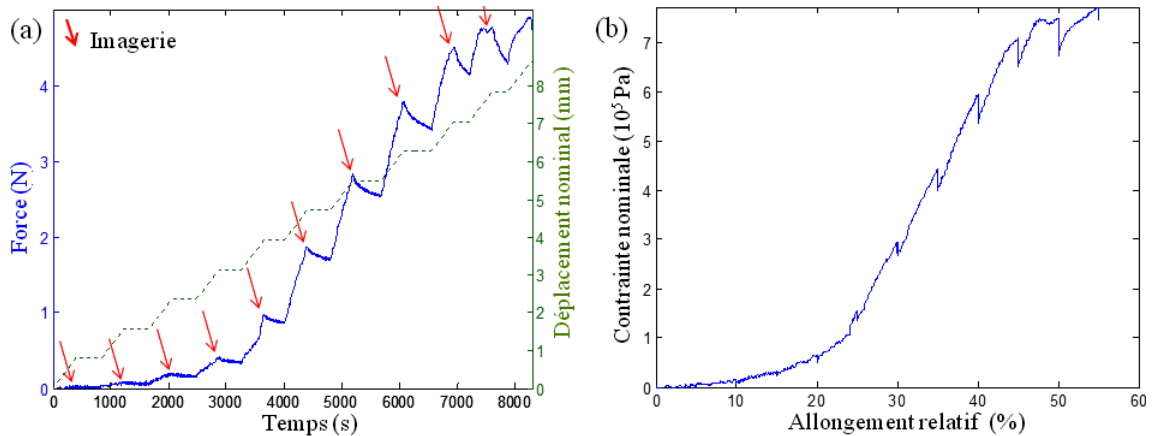 (a)
Imagerie
Force (N)
4
3
2
1
0
Déplacement nominal (mm)
8
7
6
5
4
3
2
1
0
0 1000 2000 3000 4000 5000 6000 7000 8000
Temps (s)
(b)
Contrainte nominale (10⁵ Pa)
7
6
5
4
3
2
1
0
0 10 20 30 40 50 60
Allongement relatif (%)